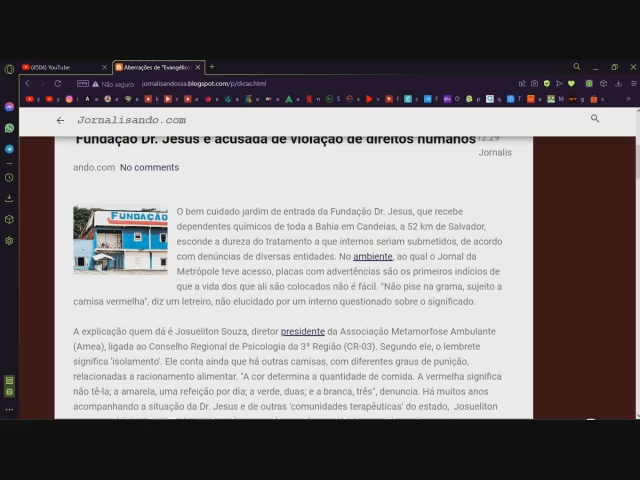 (4504) YouTube
Aberrações de "Evangélico
VPN
Não seguro
jornalisandossa.blogspot.com/p/dicas.html
Jornalisando.com
Fundação Dr. Jesus é acusada de violação de direitos humanos
12:29
Jornalis
ando.com No comments
FUNDAÇÃO
O bem cuidado jardim de entrada da Fundação Dr. Jesus, que recebe
dependentes químicos de toda a Bahia em Candeias, a 52 km de Salvador,
esconde a dureza do tratamento a que internos seriam submetidos, de acordo
com denúncias de diversas entidades. No ambiente, ao qual o Jornal da
Metrópole teve acesso, placas com advertências são os primeiros indícios de
que a vida dos que ali são colocados não é fácil. "Não pise na grama, sujeito a
camisa vermelha", diz um letreiro, não elucidado por um interno questionado sobre o significado.
A explicação quem dá é Josueliton Souza, diretor presidente da Associação Metamorfose Ambulante
(Amea), ligada ao Conselho Regional de Psicologia da 3ª Região (CR-03). Segundo ele, o lembrete
significa 'isolamento'. Ele conta ainda que há outras camisas, com diferentes graus de punição,
relacionadas a racionamento alimentar. "A cor determina a quantidade de comida. A vermelha significa
não tê-la; a amarela, uma refeição por dia; a verde, duas; e a branca, três", denuncia. Há muitos anos
acompanhando a situação da Dr. Jesus e de outras 'comunidades terapêuticas' do estado, Josueliton